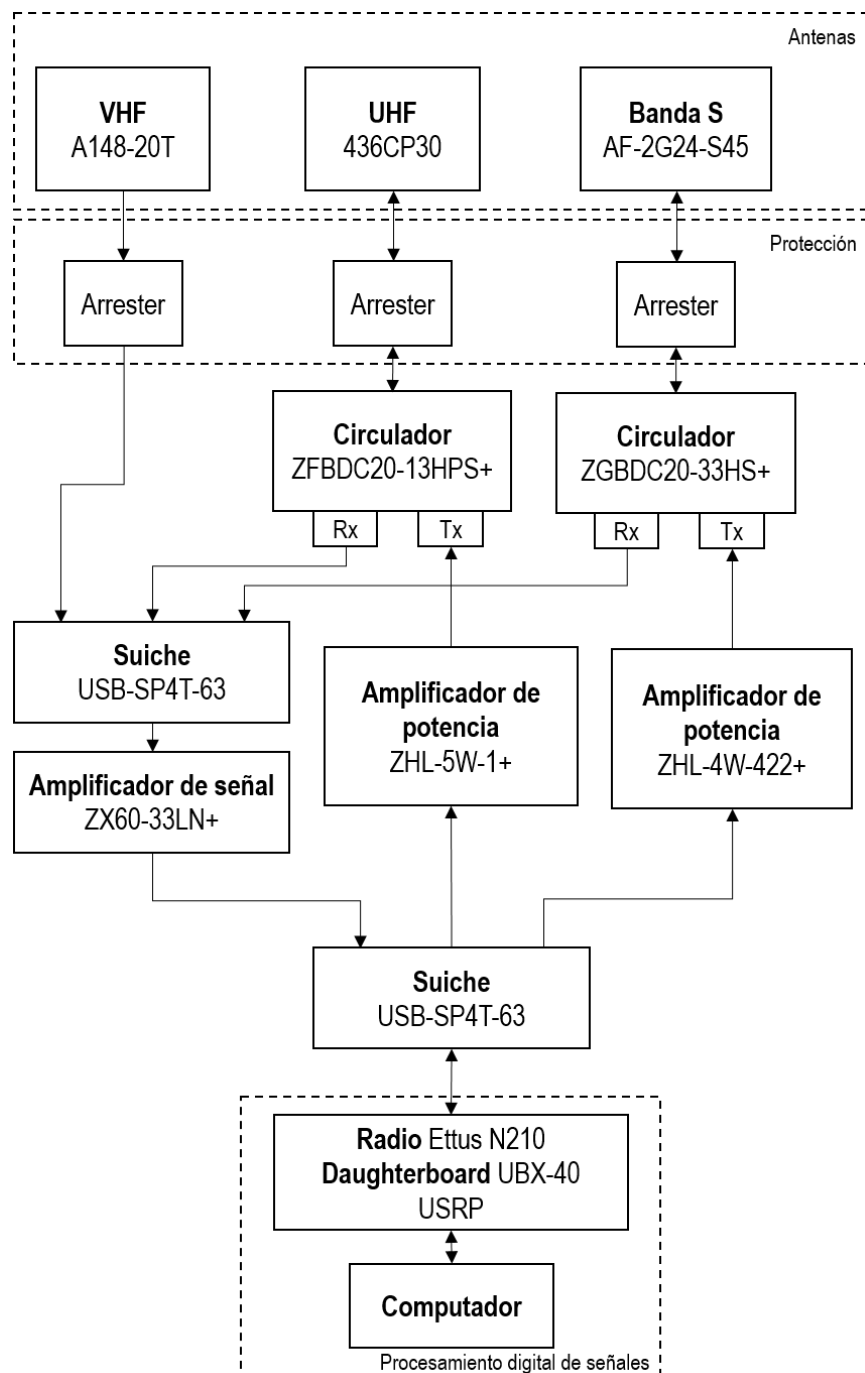 Antenas
VHF
A148-20T
UHF
436CP30
Banda S
AF-2G24-S45
Protección
Arrester
Arrester
Arrester
Circulador
ZFBDC20-13HPS+
Rx
Tx
Circulador
ZGBDC20-33HS+
Rx
Tx
Suiche
USB-SP4T-63
Amplificador de
potencia
ZHL-5W-1+
Amplificador de
potencia
ZHL-4W-422+
Amplificador de señal
ZX60-33LN+
Suiche
USB-SP4T-63
Radio Ettus N210
Daughterboard UBX-40
USRP
Computador
Procesamiento digital de señales